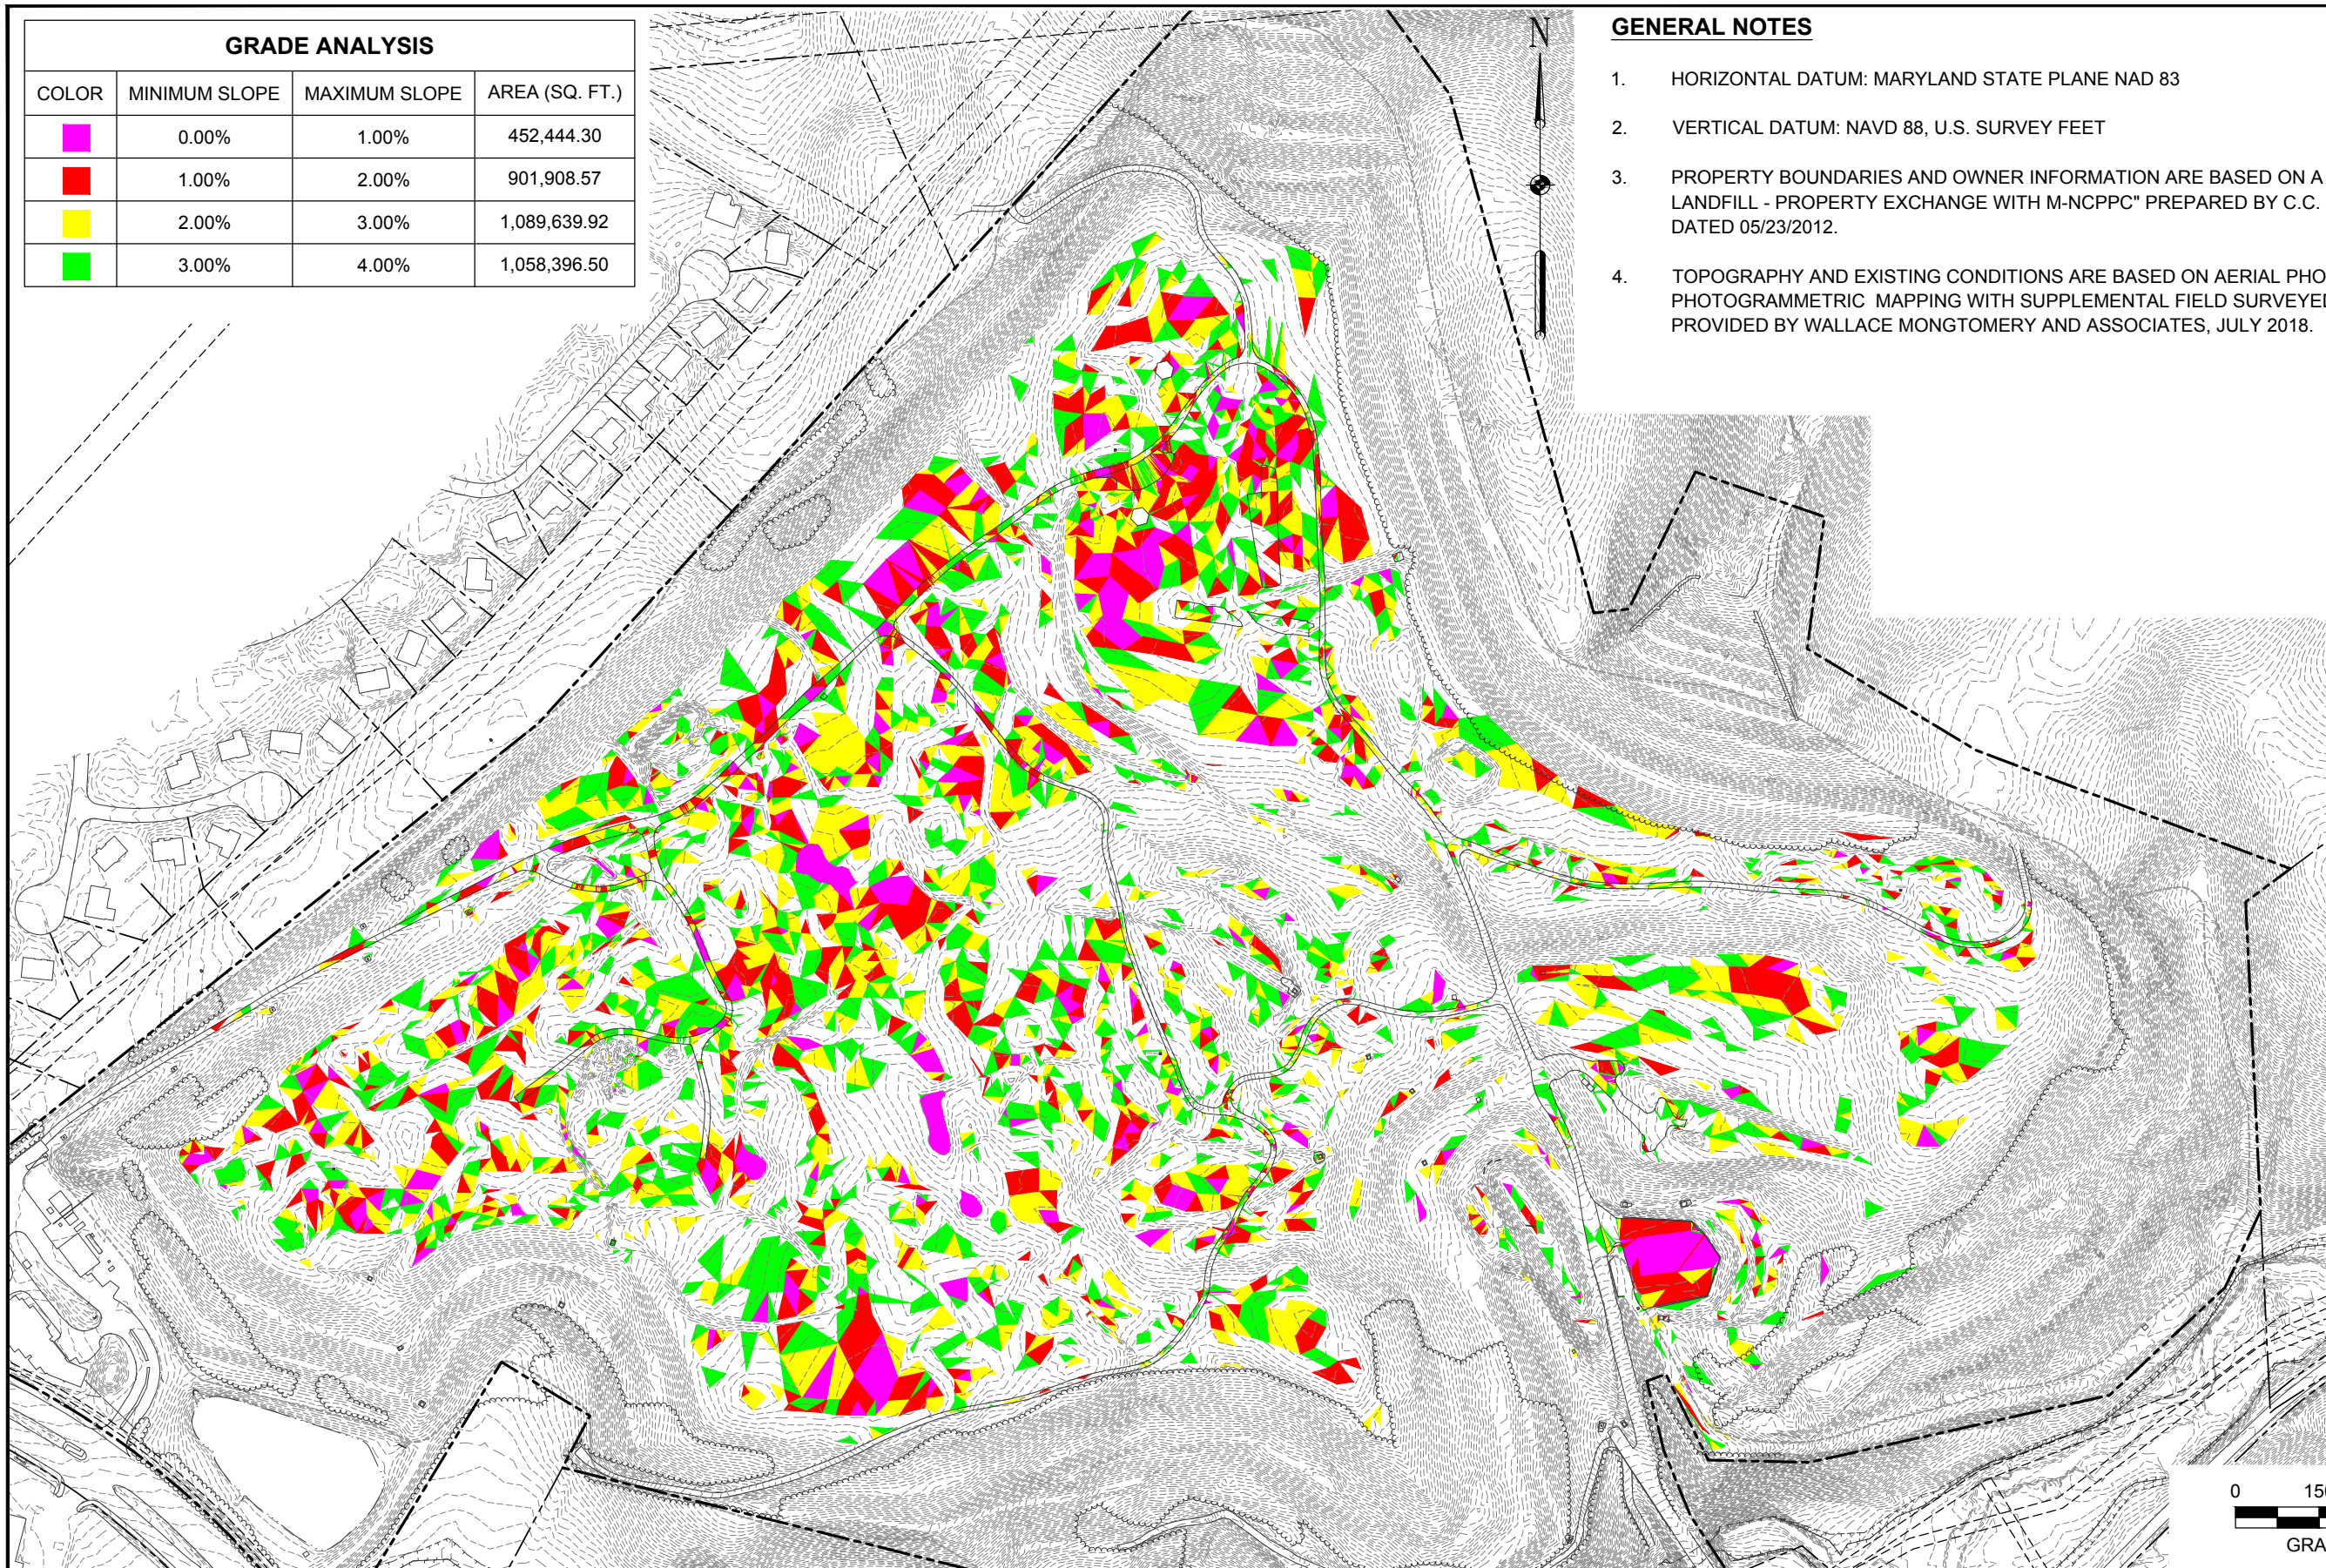 GRADE ANALYSIS
COLOR MINIMUM SLOPE MAXIMUM SLOPE AREA (SQ. FT.)
0.00% 1.00% 452,444.30
1.00% 2.00% 901,908.57
2.00% 3.00% 1,089,639.92
3.00% 4.00% 1,058,396.50
N
GENERAL NOTES
1. HORIZONTAL DATUM: MARYLAND STATE PLANE NAD 83
2. VERTICAL DATUM: NAVD 88, U.S. SURVEY FEET
3. PROPERTY BOUNDARIES AND OWNER INFORMATION ARE BASED ON A
LANDFILL - PROPERTY EXCHANGE WITH M-NCPPC" PREPARED BY C.C.
DATED 05/23/2012.
4. TOPOGRAPHY AND EXISTING CONDITIONS ARE BASED ON AERIAL PHO
PHOTOGRAMMETRIC MAPPING WITH SUPPLEMENTAL FIELD SURVEYED
PROVIDED BY WALLACE MONGTOMERY AND ASSOCIATES, JULY 2018.
0 150
GRA